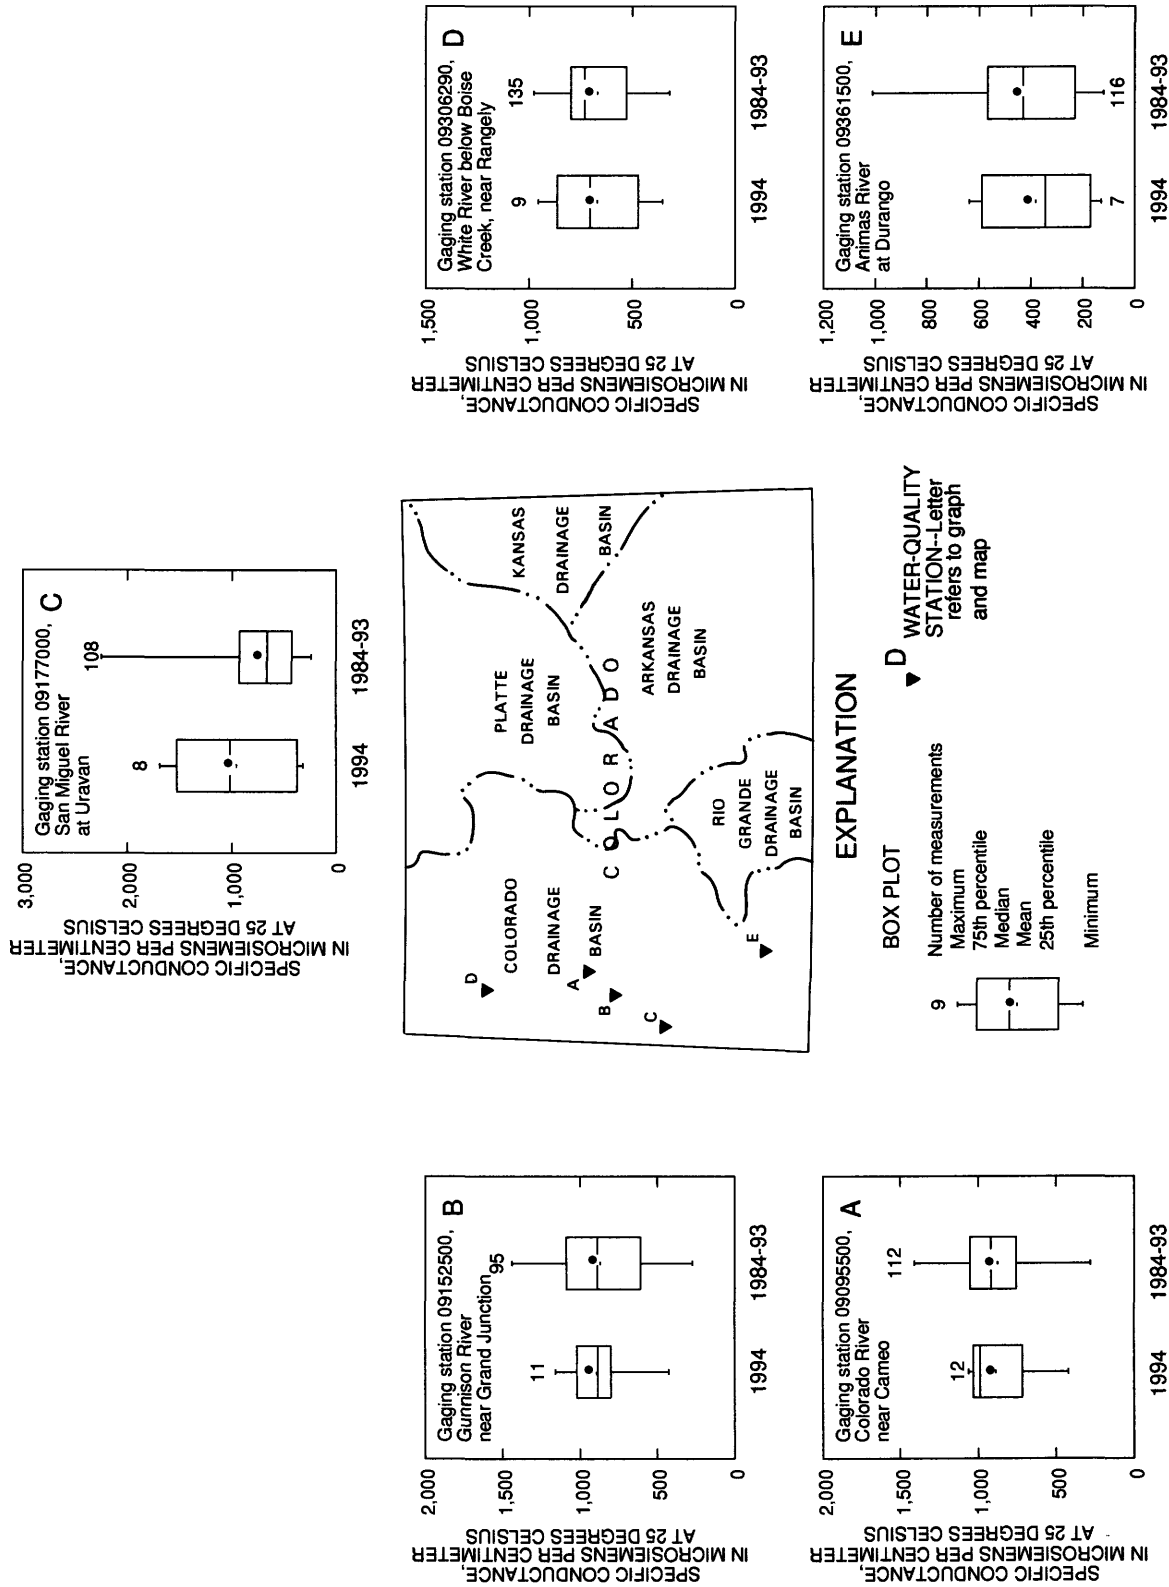 3,000
2,000
1,000
0
SPECIFIC CONDUCTANCE,
IN MICROSIEMENS PER CENTIMETER
AT 25 DEGREES CELSIUS
Gaging station 09177000,
San Miguel River
at Uravan
C
8
108
1994
1984-93
2,000
1,500
1,000
500
0
SPECIFIC CONDUCTANCE,
IN MICROSIEMENS PER CENTIMETER
AT 25 DEGREES CELSIUS
Gaging station 09152500,
Gunnison River
near Grand Junction
B
11
95
1994
1984-93
D
A
B
C
E
COLORADO
DRAINAGE
BASIN
PLATTE
DRAINAGE
BASIN
KANSAS
DRAINAGE
BASIN
COLORADO
ARKANSAS
DRAINAGE
BASIN
RIO
GRANDE
DRAINAGE
BASIN
1,500
1,000
500
0
SPECIFIC CONDUCTANCE,
IN MICROSIEMENS PER CENTIMETER
AT 25 DEGREES CELSIUS
Gaging station 09306290,
White River below Boise
Creek, near Rangely
D
9
135
1994
1984-93
2,000
1,500
1,000
500
0
SPECIFIC CONDUCTANCE,
IN MICROSIEMENS PER CENTIMETER
AT 25 DEGREES CELSIUS
Gaging station 09095500,
Colorado River
near Cameo
A
12
112
1994
1984-93
EXPLANATION
BOX PLOT
9
Number of measurements
Maximum
75th percentile
Median
Mean
25th percentile
Minimum
D
WATER-QUALITY
STATION--Letter
refers to graph
and map
1,200
1,000
800
600
400
200
0
SPECIFIC CONDUCTANCE,
IN MICROSIEMENS PER CENTIMETER
AT 25 DEGREES CELSIUS
Gaging station 09361500,
Animas River
at Durango
E
7
116
1994
1984-93